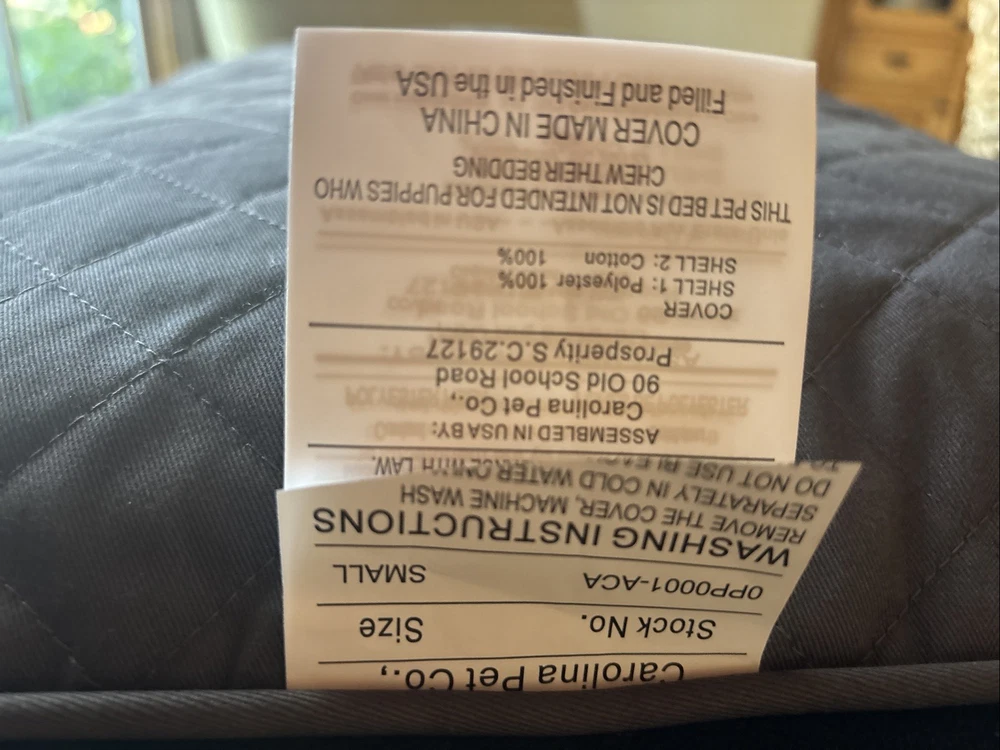 Carolina Pet Co.,
Stock No. Size
OPP0001-ACA SMALL
WASHING INSTRUCTIONS
REMOVE THE COVER, MACHINE WASH
SEPARATELY IN COLD WATER
DO NOT USE
WITH LAW.
ASSEMBLED IN USA BY:
Carolina Pet Co.,
90 Old School Road
Prosperity S.C.29127
COVER
SHELL 1: Polyester 100%
SHELL 2: Cotton 100%
THIS PET BED IS NOT INTENDED FOR PUPPIES WHO
CHEW THEIR BEDDING
COVER MADE IN CHINA
Filled and Finished in the USA